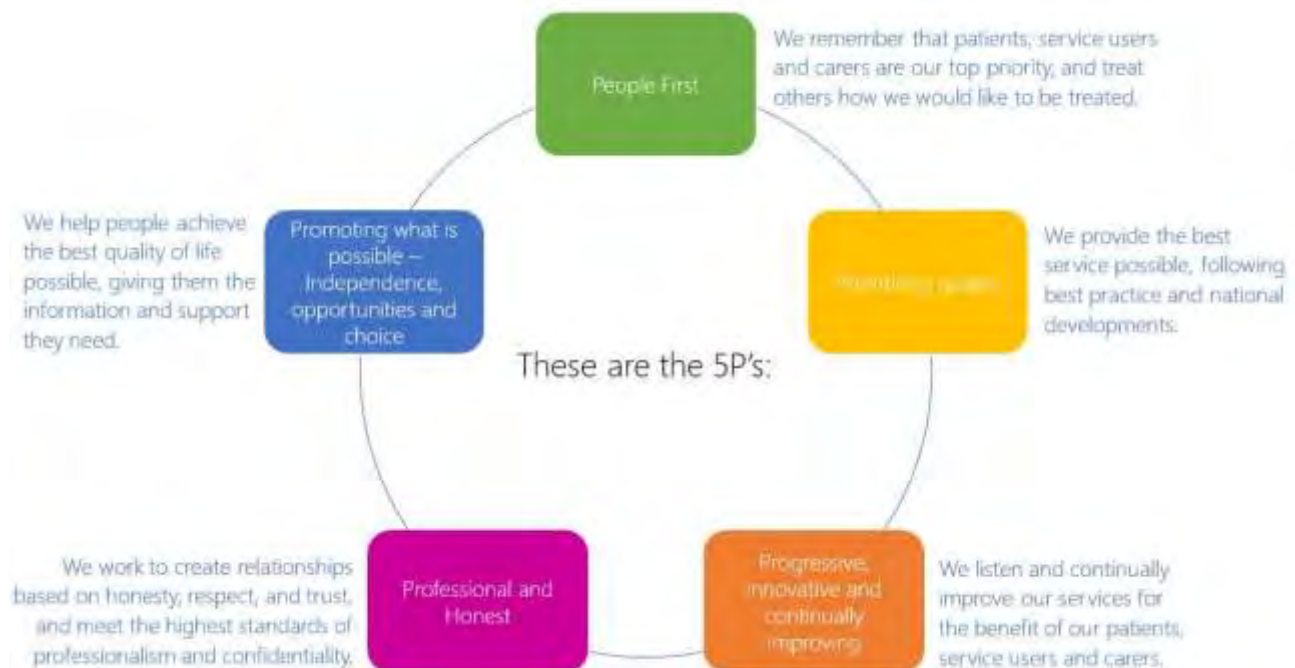 People First
We remember that patients, service users
and carers are our top priority, and treat
others how we would like to be treated.
We help people achieve
the best quality of life
possible, giving them the
information and support
they need.
Promoting what is
possible –
Independence,
opportunities and
choice
Prioritising quality
We provide the best
service possible, following
best practice and national
developments.
These are the 5P's:
We work to create relationships
based on honesty, respect, and trust,
and meet the highest standards of
professionalism and confidentiality.
Professional and
Honest
Progressive,
innovative and
continually
improving
We listen and continually
improve our services for
the benefit of our patients,
service users and carers.